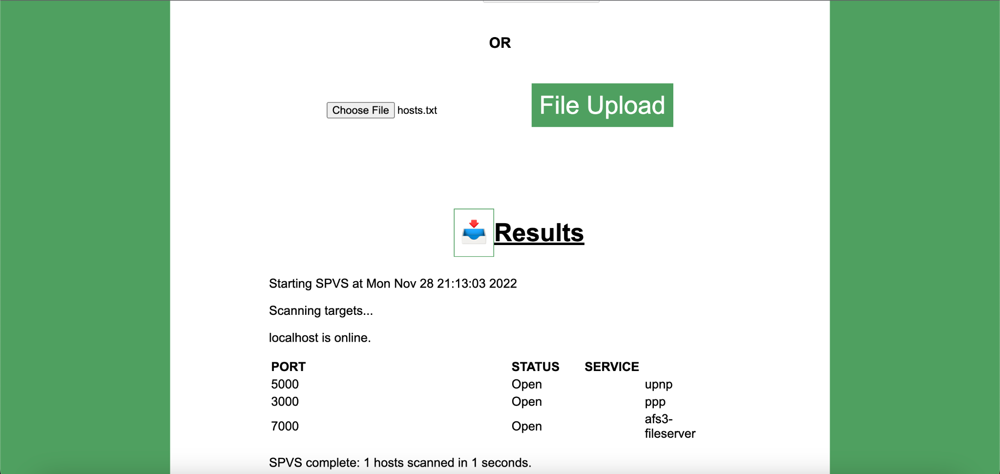 OR
Choose File hosts.txt
File Upload
Results
Starting SPVS at Mon Nov 28 21:13:03 2022
Scanning targets...
localhost is online.
PORT STATUS SERVICE
5000 Open upnp
3000 Open ppp
7000 Open afs3-
fileserver
SPVS complete: 1 hosts scanned in 1 seconds.